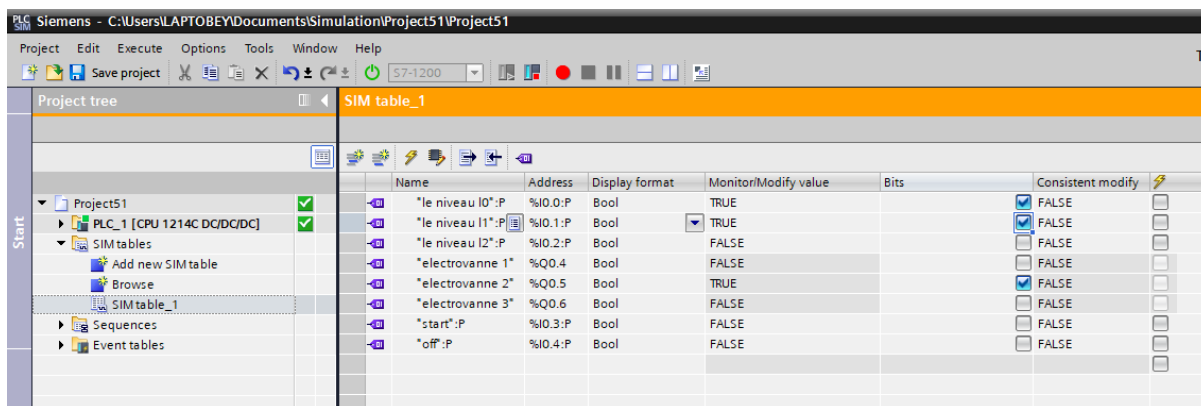 Siemens - C:\Users\LAPTOBEY\Documents\Simulation\Project51\Project51
Project Edit Execute Options Tools Window Help
Save project S7-1200
Project tree
SIM table_1
Name Address Display format Monitor/Modify value Bits Consistent modify
Project51
PLC_1 [CPU 1214C DC/DC/DC]
SIM tables
Add new SIM table
Browse
SIM table_1
Sequences
Event tables
Start
"le niveau l0":P %I0.0:P Bool TRUE FALSE
"le niveau l1":P %I0.1:P Bool TRUE FALSE
"le niveau l2":P %I0.2:P Bool FALSE FALSE
"electrovanne 1" %Q0.4 Bool FALSE FALSE
"electrovanne 2" %Q0.5 Bool TRUE FALSE
"electrovanne 3" %Q0.6 Bool FALSE FALSE
"start":P %I0.3:P Bool FALSE FALSE
"off":P %I0.4:P Bool FALSE FALSE